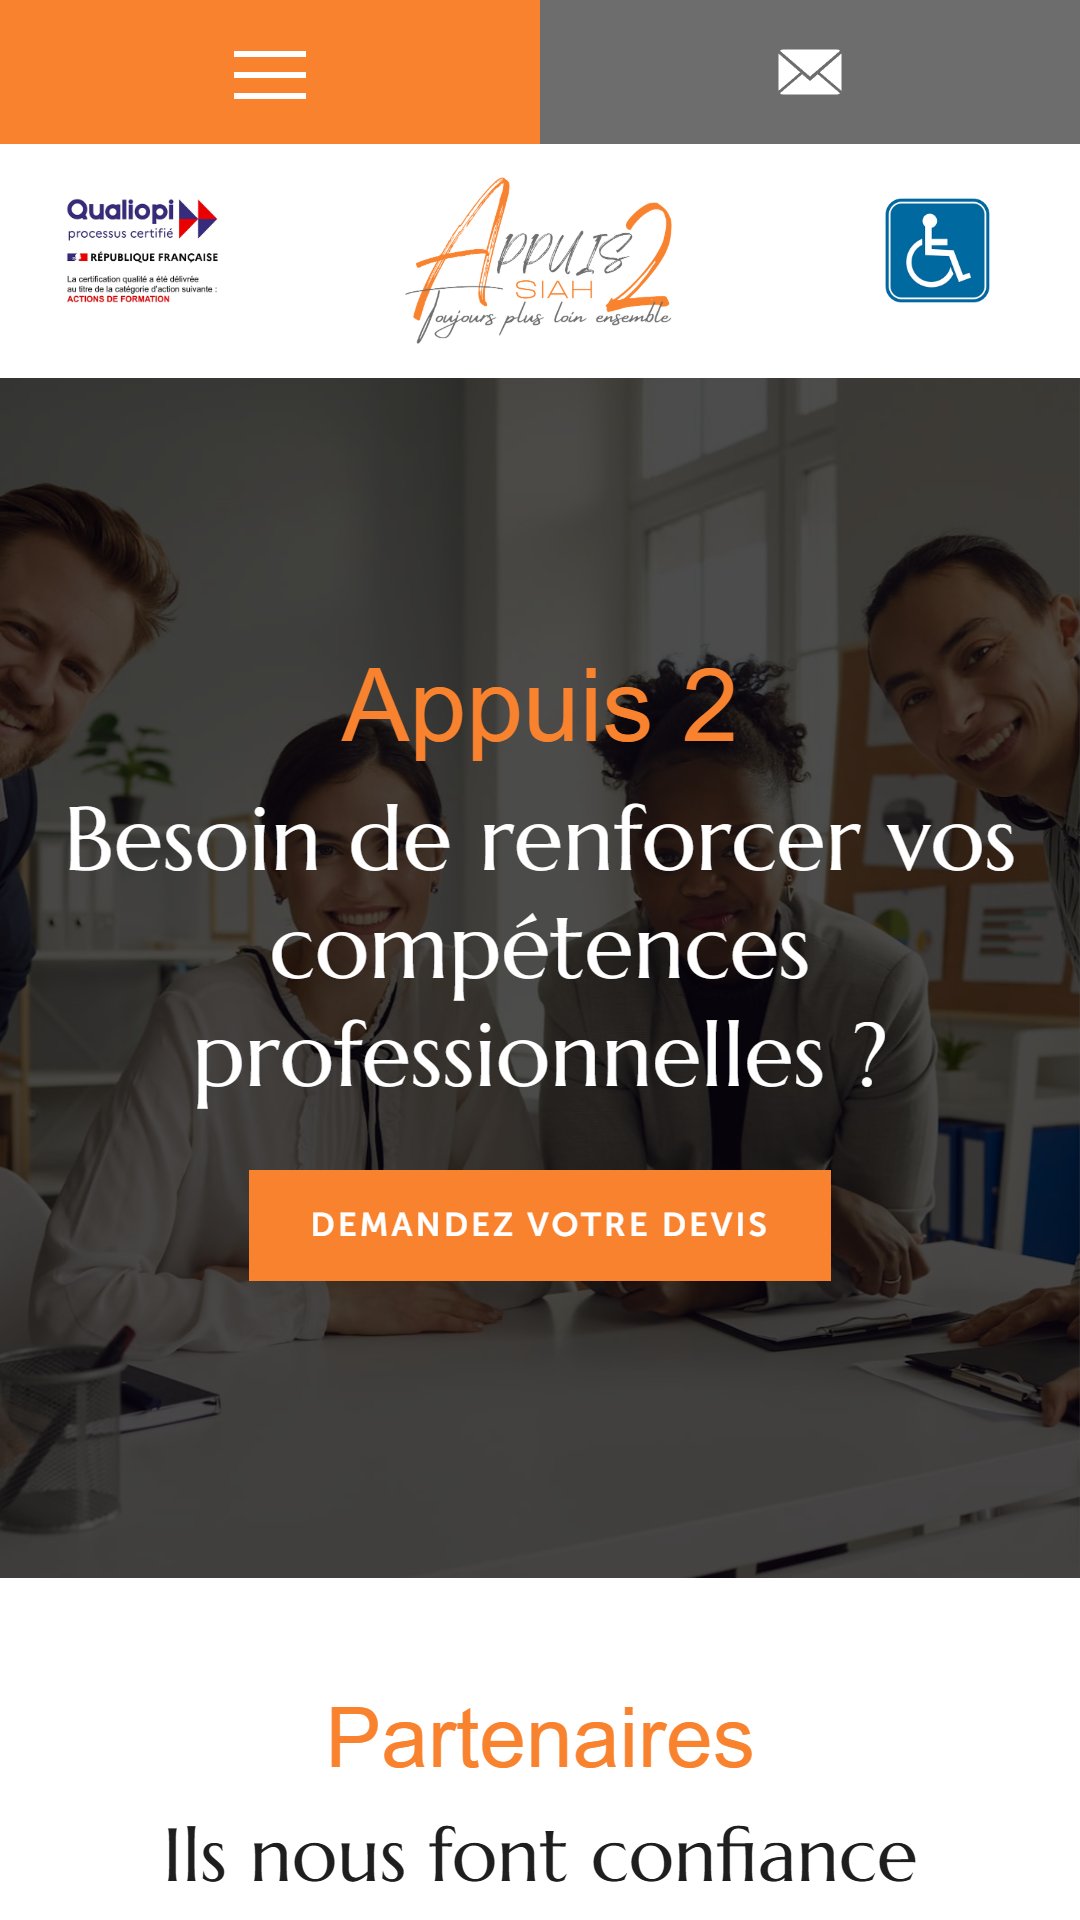 Qualiopi
processus certifié
RÉPUBLIQUE FRANÇAISE
La certification qualité a été délivrée
au titre de la catégorie d'action suivante :
ACTIONS DE FORMATION
APPUIS 2
SIAH
Toujours plus loin ensemble
Appuis 2
Besoin de renforcer vos
compétences
professionnelles ?
DEMANDEZ VOTRE DEVIS
Partenaires
Ils nous font confiance